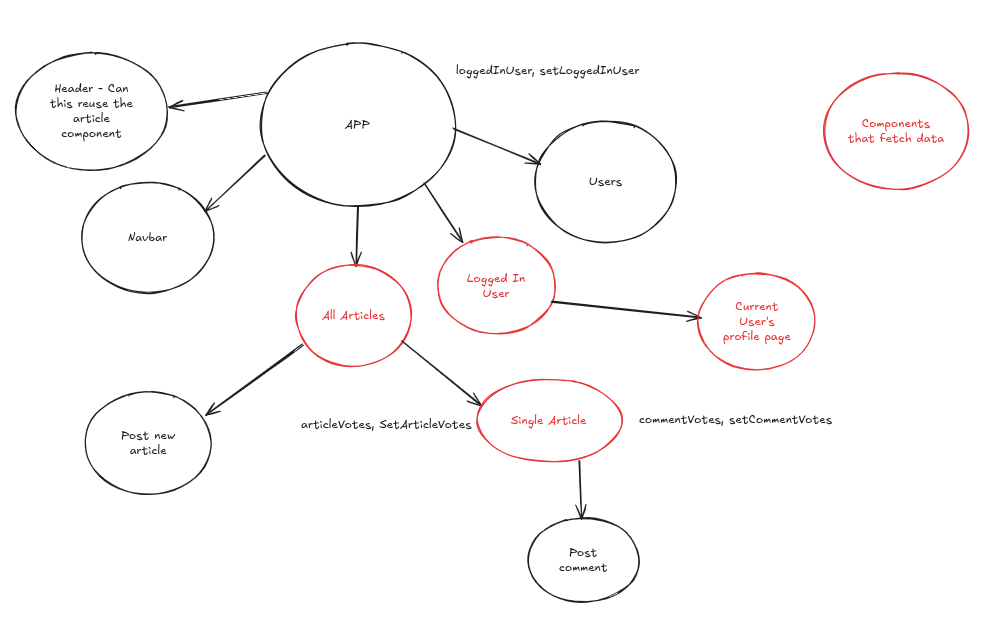 loggedInUser, setLoggedInUser
Header - Can
this reuse the
article
component
APP
Components
that fetch data
Users
Navbar
Logged In
User
All Articles
Current
User's
profile page
Post new
article
articleVotes, SetArticleVotes
Single Article
commentVotes, setCommentVotes
Post
comment